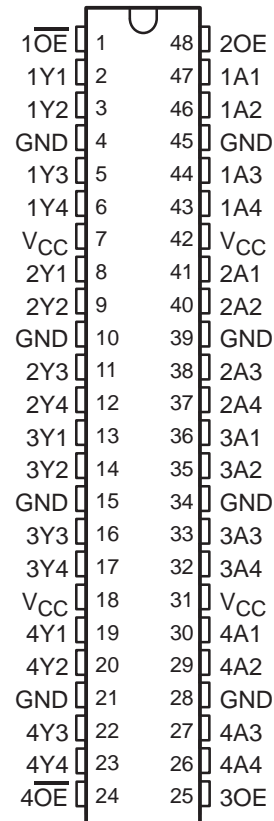 1O̅E̅ 1 48 2OE
1Y1 2 47 1A1
1Y2 3 46 1A2
GND 4 45 GND
1Y3 5 44 1A3
1Y4 6 43 1A4
VCC 7 42 VCC
2Y1 8 41 2A1
2Y2 9 40 2A2
GND 10 39 GND
2Y3 11 38 2A3
2Y4 12 37 2A4
3Y1 13 36 3A1
3Y2 14 35 3A2
GND 15 34 GND
3Y3 16 33 3A3
3Y4 17 32 3A4
VCC 18 31 VCC
4Y1 19 30 4A1
4Y2 20 29 4A2
GND 21 28 GND
4Y3 22 27 4A3
4Y4 23 26 4A4
4O̅E̅ 24 25 3OE